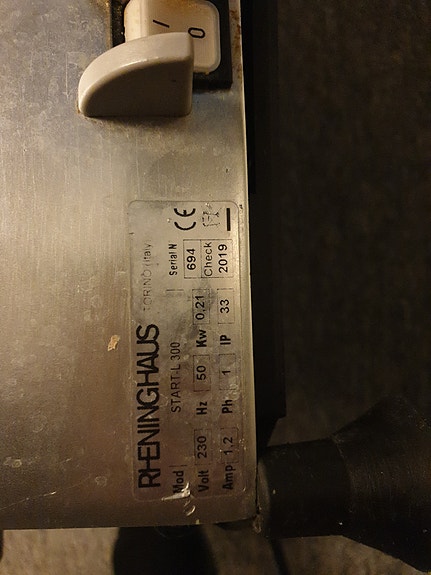 I
0
RHENINGHAUS TORINO / Italy
Mod START-L 300 Serial N
Volt 230 Hz 50 Kw 0,21 694 CE
Check
Amp 1,2 Ph 1 IP 33 2019